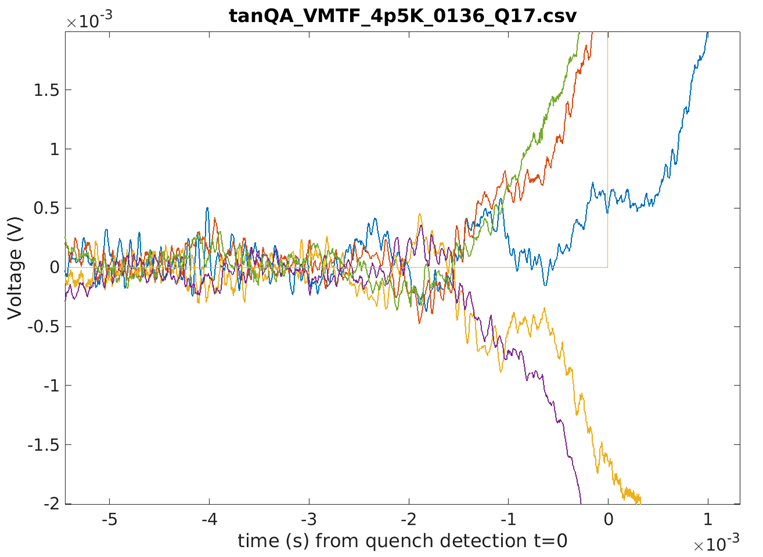 tanQA_VMTF_4p5K_0136_Q17.csv
×10⁻³
1.5
1
0.5
0
-0.5
-1
-1.5
-2
Voltage (V)
-5 -4 -3 -2 -1 0 1
time (s) from quench detection t=0
×10⁻³